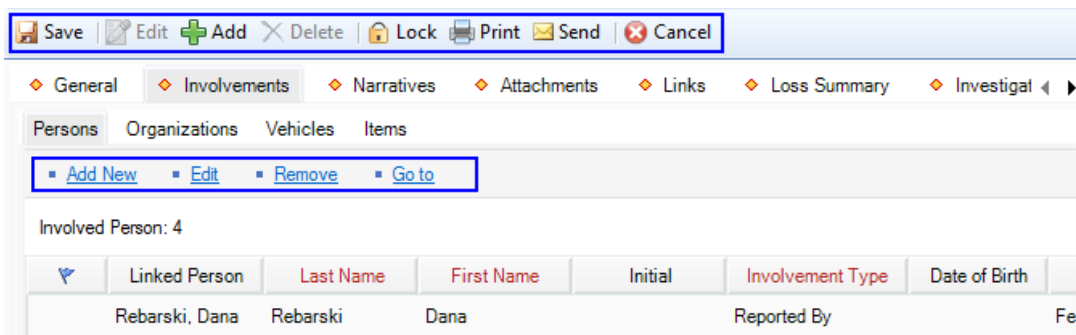 Save Edit Add Delete Lock Print Send Cancel
General Involvements Narratives Attachments Links Loss Summary Investigat
Persons Organizations Vehicles Items
Add New Edit Remove Go to
Involved Person: 4
Linked Person Last Name First Name Initial Involvement Type Date of Birth
Rebarski, Dana Rebarski Dana Reported By Fe